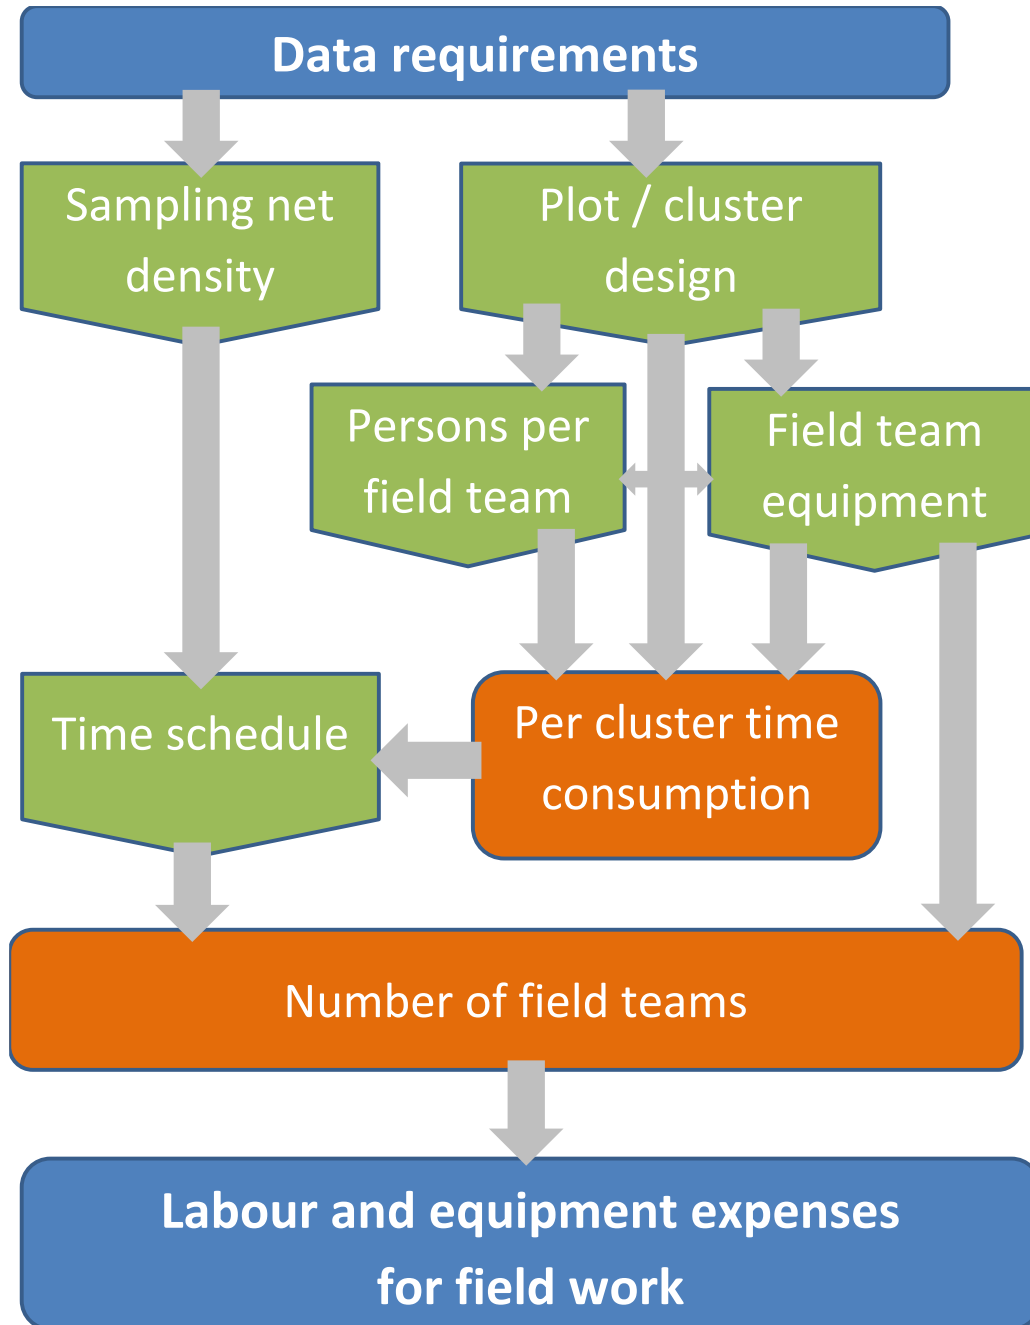 Data requirements
Sampling net
density
Plot / cluster
design
Persons per
field team
Field team
equipment
Time schedule
Per cluster time
consumption
Number of field teams
Labour and equipment expenses
for field work